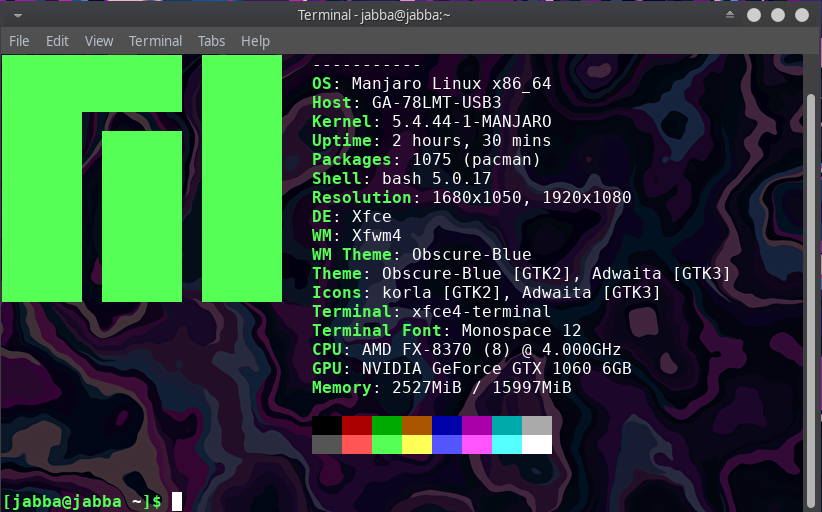 Terminal - jabba@jabba:~
File Edit View Terminal Tabs Help
-----------
OS: Manjaro Linux x86_64
Host: GA-78LMT-USB3
Kernel: 5.4.44-1-MANJARO
Uptime: 2 hours, 30 mins
Packages: 1075 (pacman)
Shell: bash 5.0.17
Resolution: 1680x1050, 1920x1080
DE: Xfce
WM: Xfwm4
WM Theme: Obscure-Blue
Theme: Obscure-Blue [GTK2], Adwaita [GTK3]
Icons: korla [GTK2], Adwaita [GTK3]
Terminal: xfce4-terminal
Terminal Font: Monospace 12
CPU: AMD FX-8370 (8) @ 4.000GHz
GPU: NVIDIA GeForce GTX 1060 6GB
Memory: 2527MiB / 15997MiB
[jabba@jabba ~]$